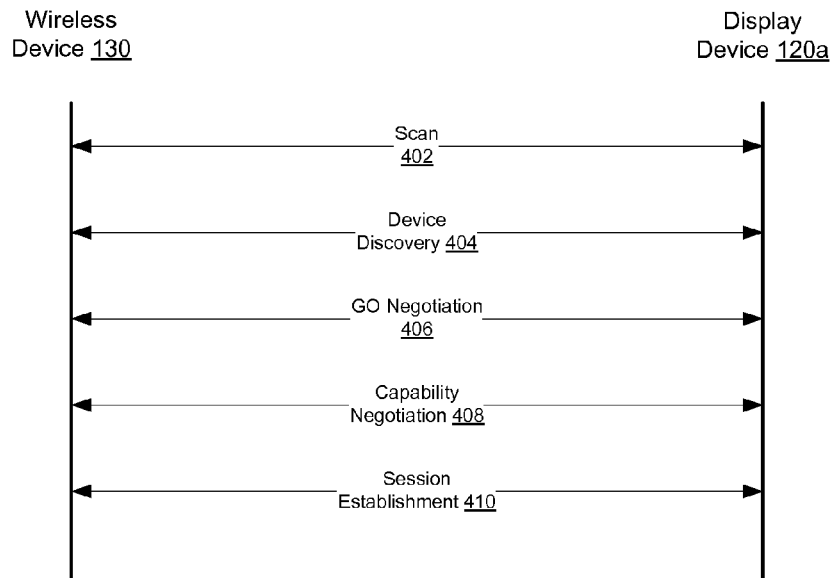 Wireless
Device 130
Display
Device 120a
Scan
402
Device
Discovery 404
GO Negotiation
406
Capability
Negotiation 408
Session
Establishment 410